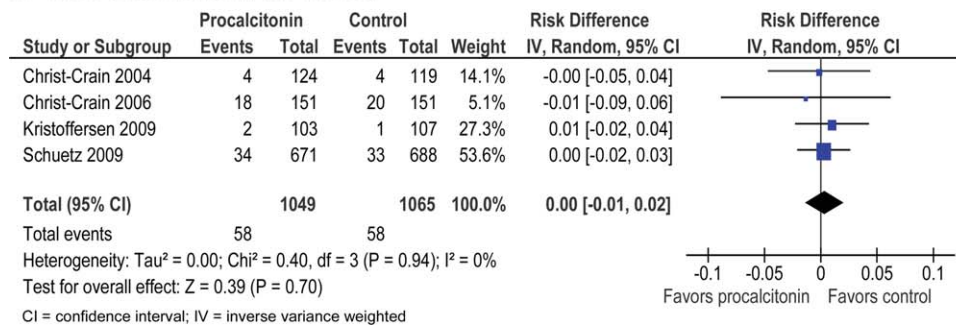 Procalcitonin Control Risk Difference Risk Difference
Study or Subgroup Events Total Events Total Weight IV, Random, 95% CI IV, Random, 95% CI
Christ-Crain 2004 4 124 4 119 14.1% -0.00 [-0.05, 0.04]
Christ-Crain 2006 18 151 20 151 5.1% -0.01 [-0.09, 0.06]
Kristoffersen 2009 2 103 1 107 27.3% 0.01 [-0.02, 0.04]
Schuetz 2009 34 671 33 688 53.6% 0.00 [-0.02, 0.03]
Total (95% CI) 1049 1065 100.0% 0.00 [-0.01, 0.02]
Total events 58 58
Heterogeneity: Tau² = 0.00; Chi² = 0.40, df = 3 (P = 0.94); I² = 0%
Test for overall effect: Z = 0.39 (P = 0.70)
-0.1 -0.05 0 0.05 0.1
Favors procalcitonin Favors control
CI = confidence interval; IV = inverse variance weighted